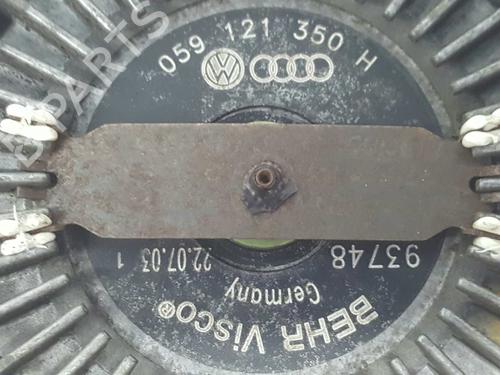 059 121 350 H
93748
22.07.03 1
Germany
BEHR VISCO®